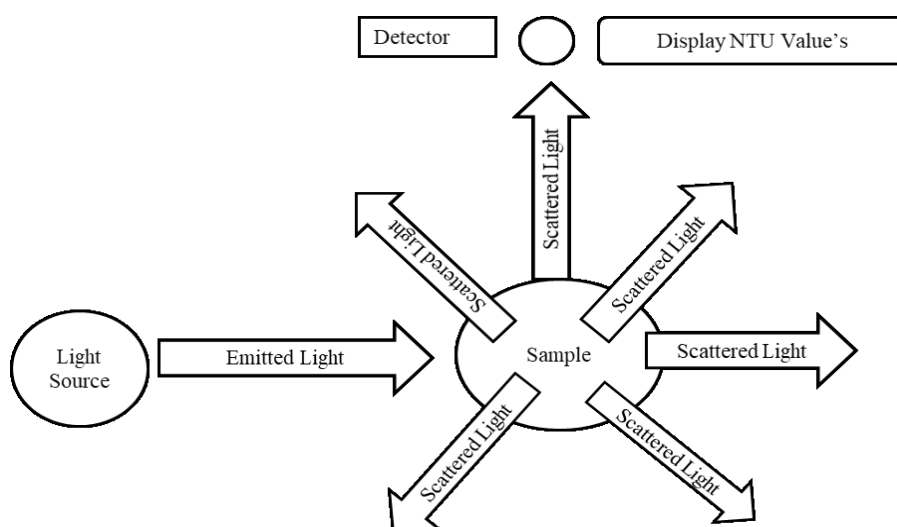 Detector
Display NTU Value's
Scattered Light
Scattered Light
Scattered Light
Light
Source
Emitted Light
Sample
Scattered Light
Scattered Light
Scattered Light